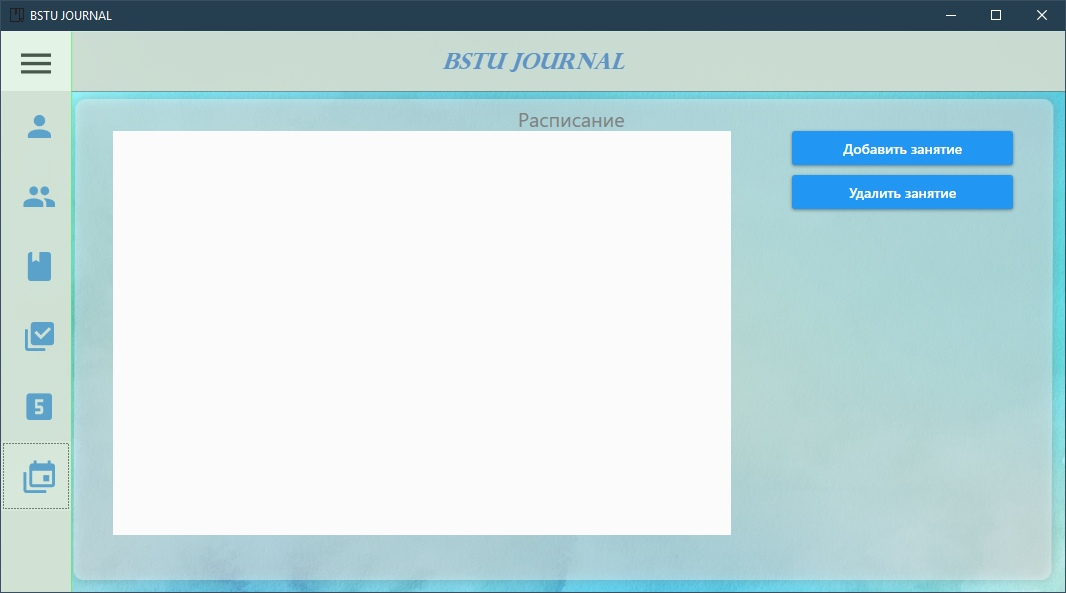 BSTU JOURNAL
BSTU JOURNAL
Расписание
Добавить занятие
Удалить занятие
5